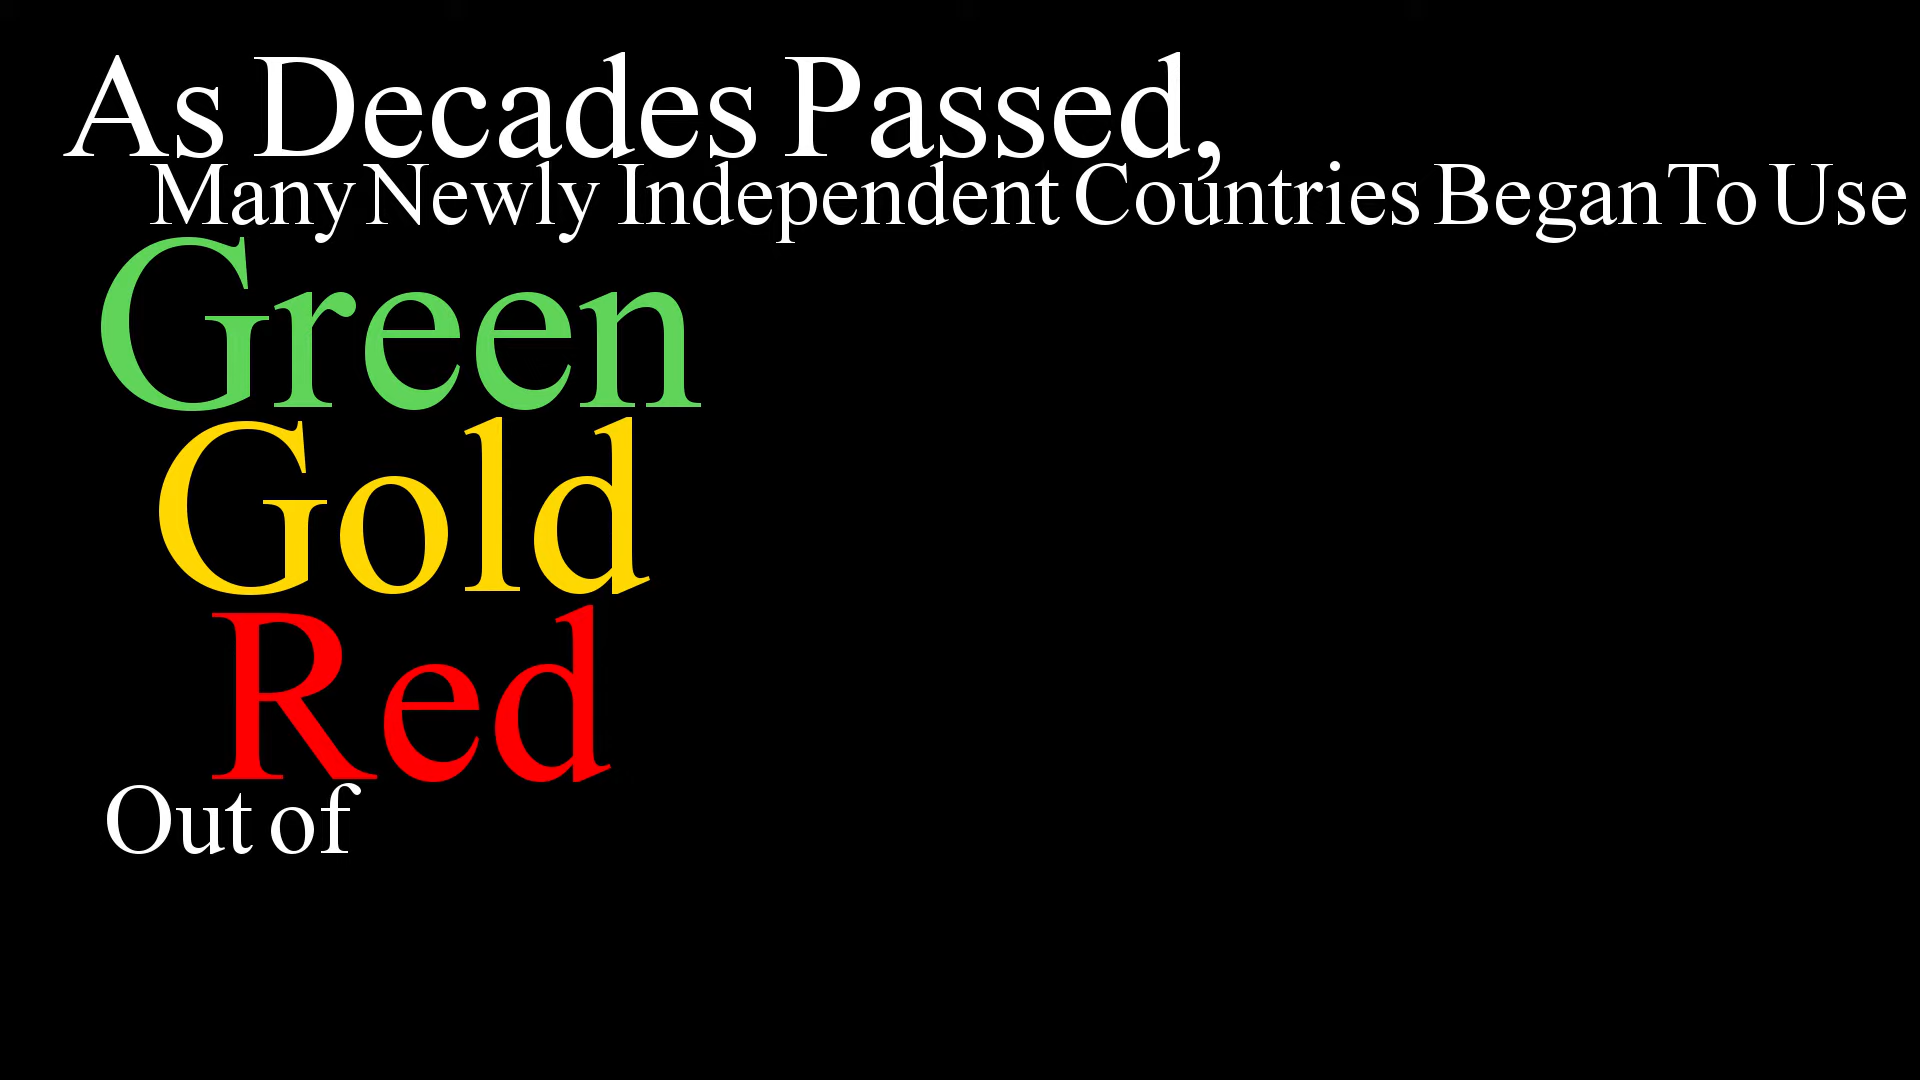 As Decades Passed,
Many Newly Independent Countries Began To Use
Green
Gold
Red
Out of